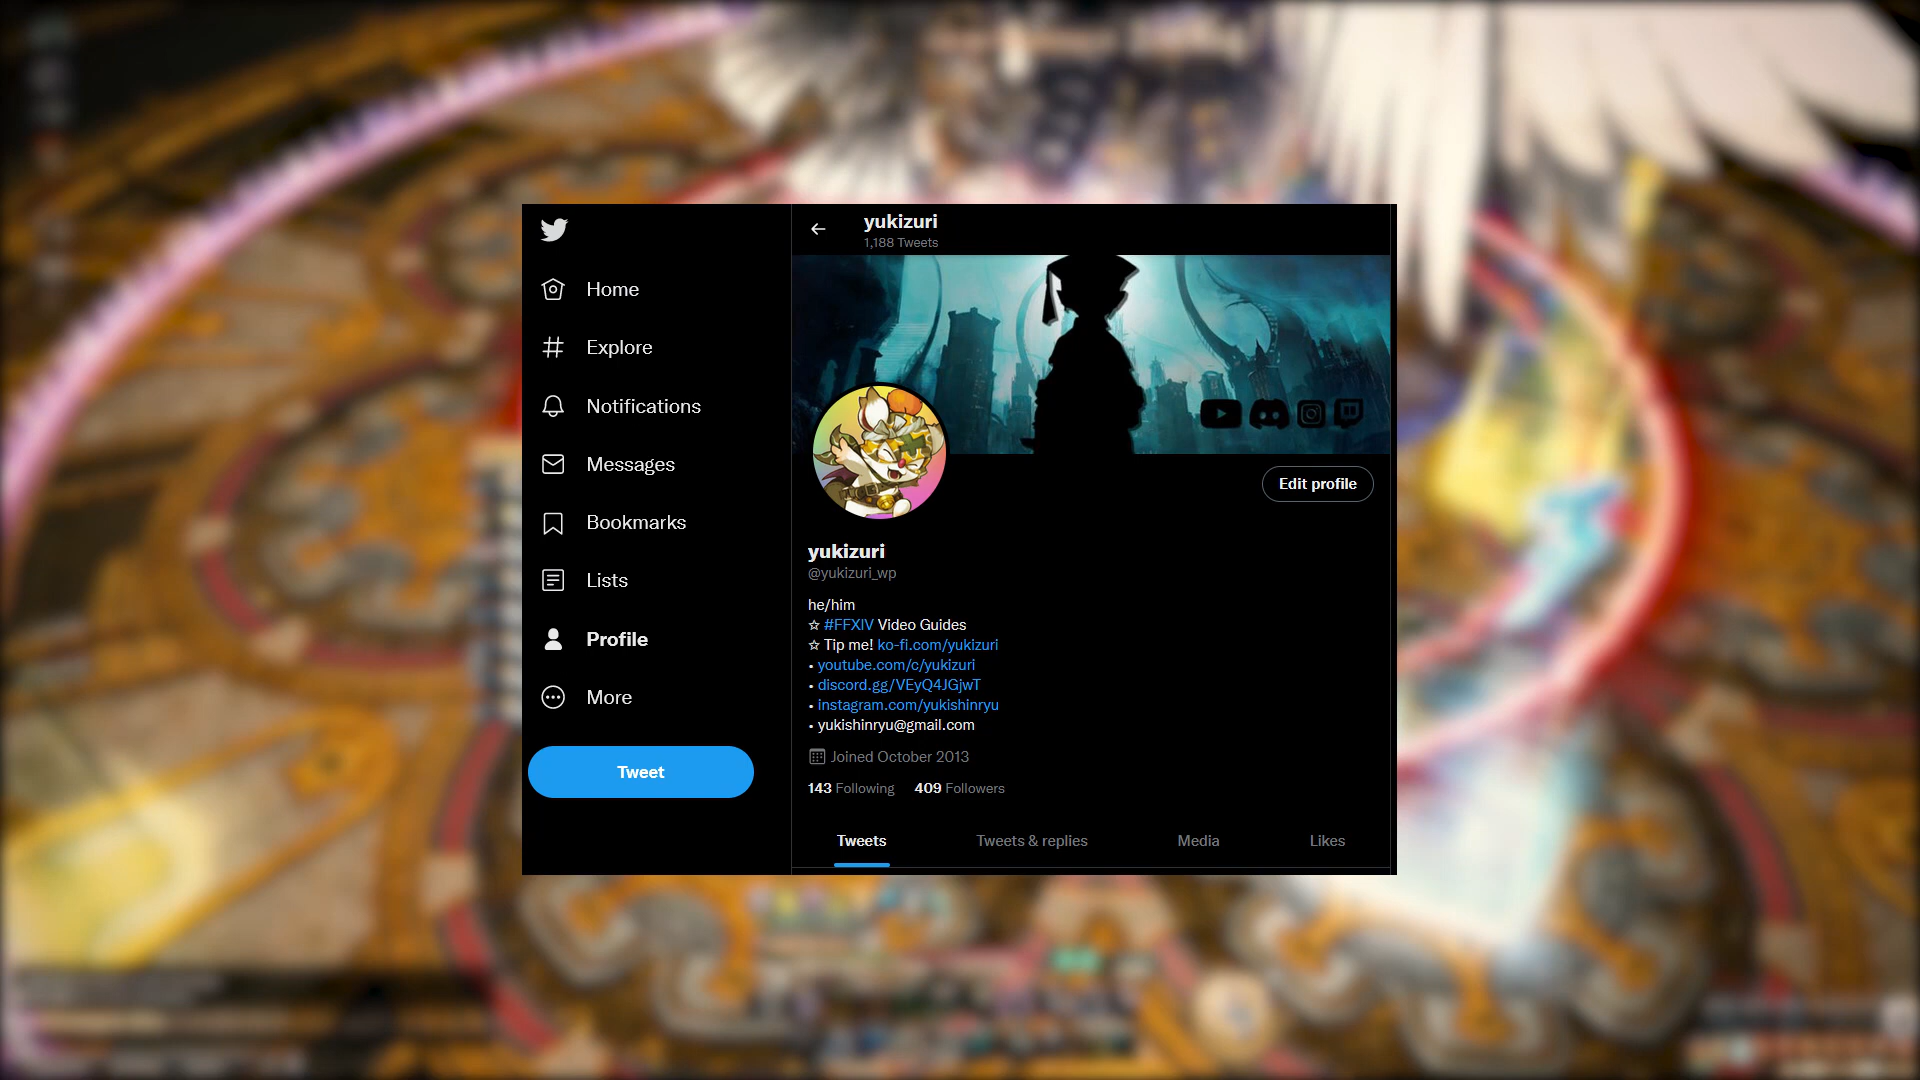 yukizuri
1,188 Tweets
Home
Explore
Notifications
Messages
Bookmarks
Lists
Profile
More
Tweet
Edit profile
yukizuri
@yukizuri_wp
he/him
☆ #FFXIV Video Guides
☆ Tip me! ko-fi.com/yukizuri
• youtube.com/c/yukizuri
• discord.gg/VEyQ4JGjwT
• instagram.com/yukishinryu
• yukishinryu@gmail.com
Joined October 2013
143 Following 409 Followers
Tweets Tweets & replies Media Likes